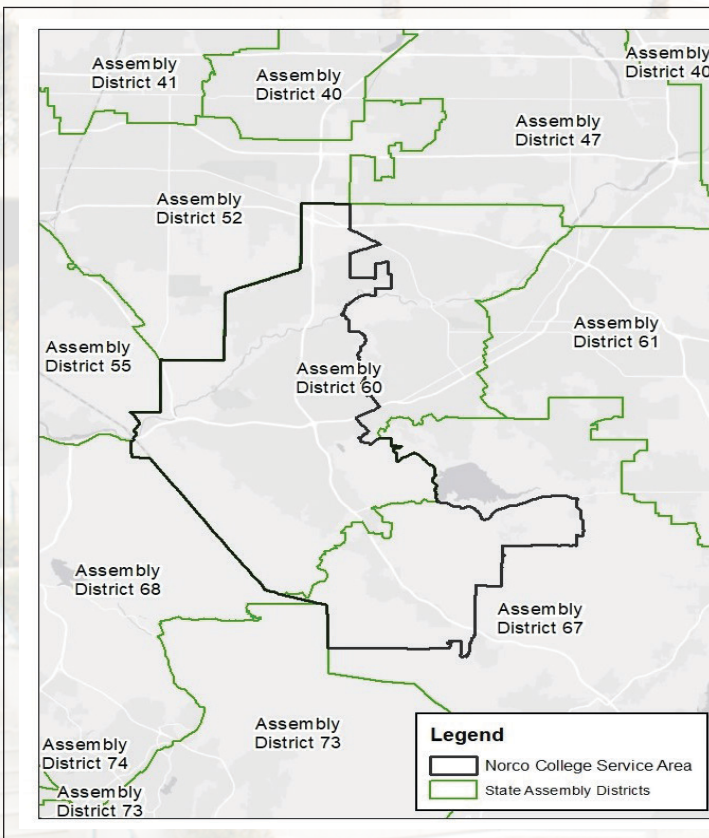 Assembly
District 41
Assembly
District 40
Assembly
District 40
Assembly
District 47
Assembly
District 52
Assembly
District 55
Assembly
District 60
Assembly
District 61
Assembly
District 68
Assembly
District 67
Assembly
District 73
Assembly
District 74
Assembly
District 73
Legend
Norco College Service Area
State Assembly Districts